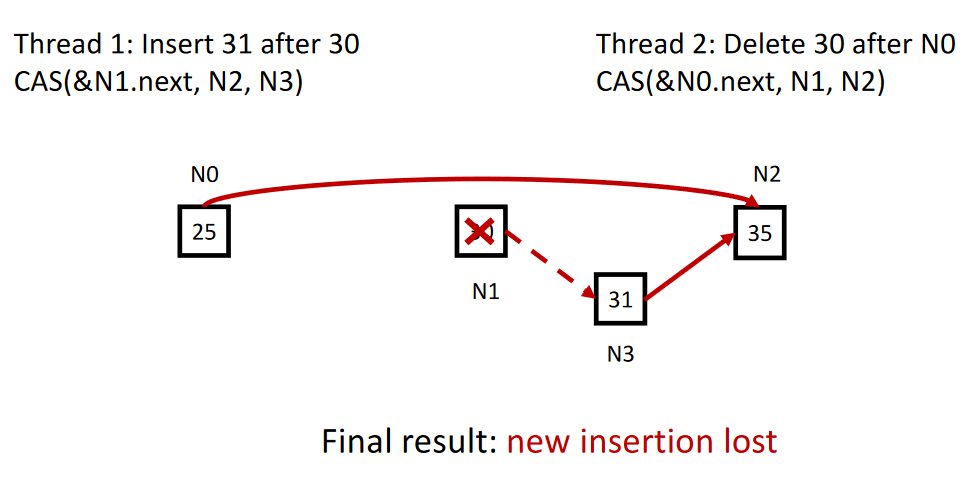 Thread 1: Insert 31 after 30
CAS(&N1.next, N2, N3)
Thread 2: Delete 30 after N0
CAS(&N0.next, N1, N2)
N0
N2
25
30
35
N1
31
N3
Final result: new insertion lost